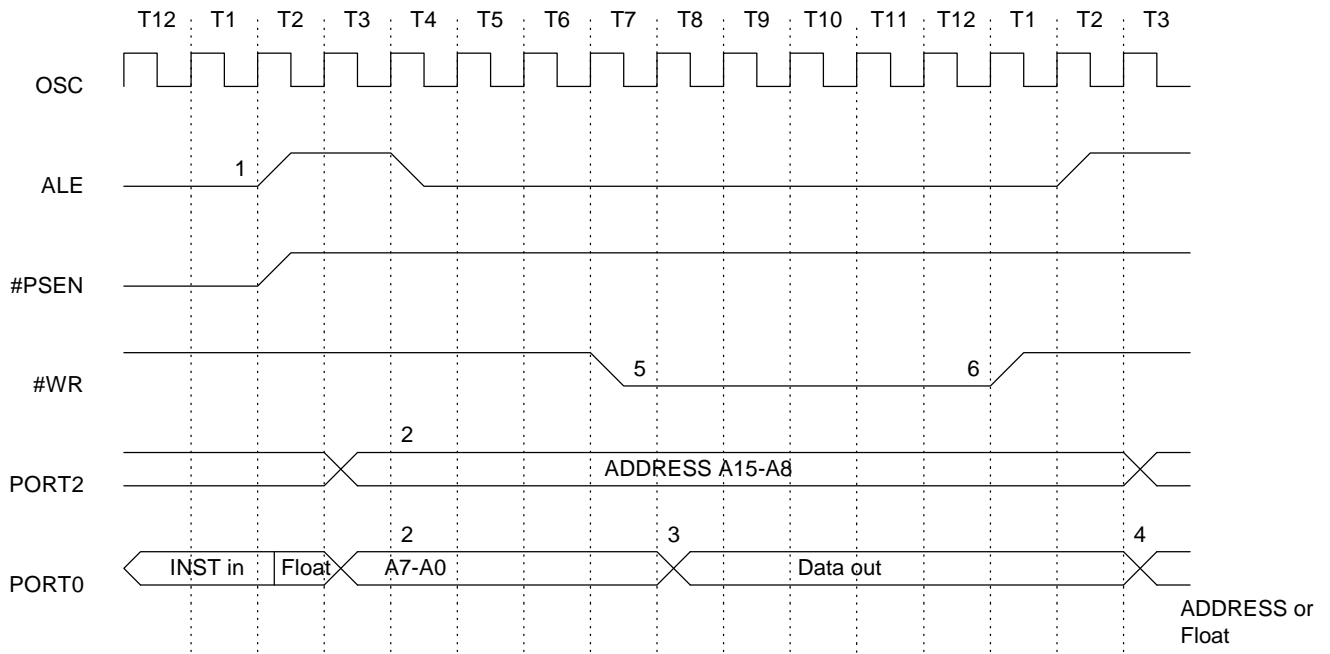 T12 T1 T2 T3 T4 T5 T6 T7 T8 T9 T10 T11 T12 T1 T2 T3
OSC
1
ALE
#PSEN
#WR
5
6
2
PORT2
ADDRESS A15-A8
2
3
4
PORT0
INST in
Float
A7-A0
Data out
ADDRESS or
Float